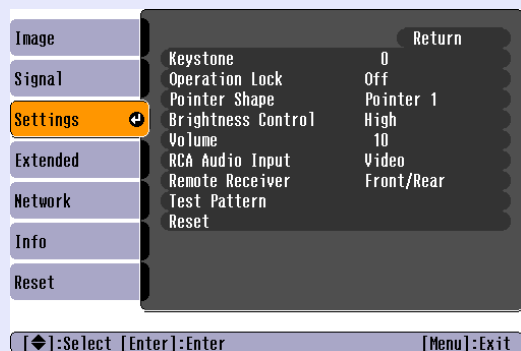 Image
Signal
Settings
Extended
Network
Info
Reset
Return
Keystone 0
Operation Lock Off
Pointer Shape Pointer 1
Brightness Control High
Volume 10
RCA Audio Input Video
Remote Receiver Front/Rear
Test Pattern
Reset
[◆]:Select [Enter]:Enter [Menu]:Exit